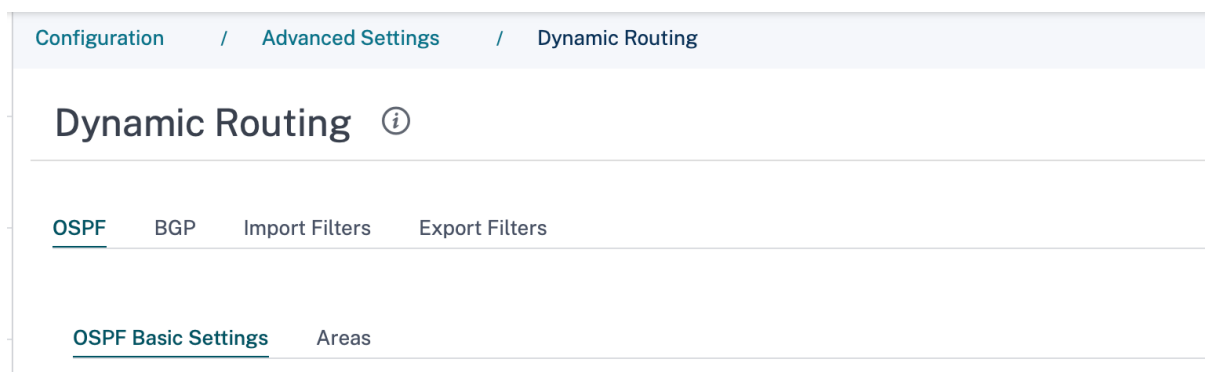 Configuration / Advanced Settings / Dynamic Routing
Dynamic Routing i
OSPF BGP Import Filters Export Filters
OSPF Basic Settings Areas